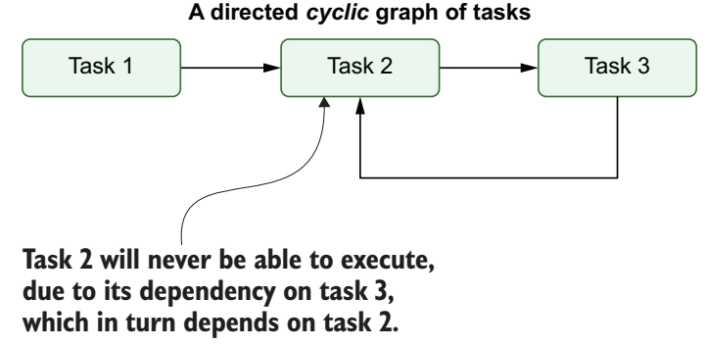 A directed cyclic graph of tasks
Task 1
Task 2
Task 3
Task 2 will never be able to execute,
due to its dependency on task 3,
which in turn depends on task 2.